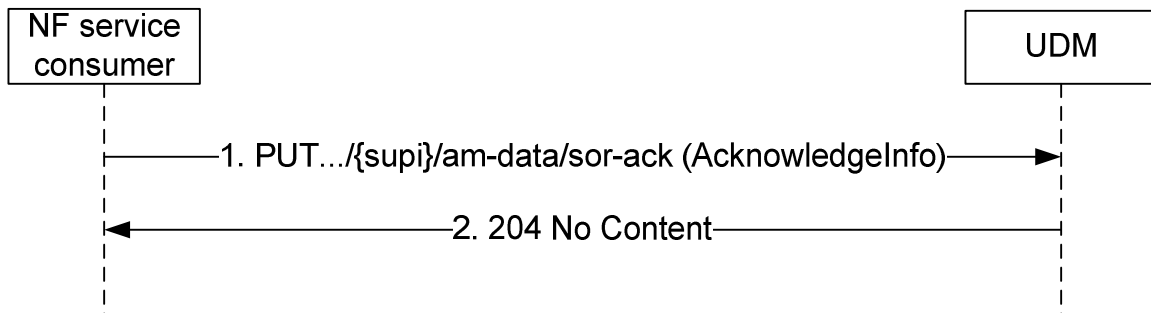 NF service
consumer
UDM
1. PUT.../{supi}/am-data/sor-ack (AcknowledgeInfo)
2. 204 No Content